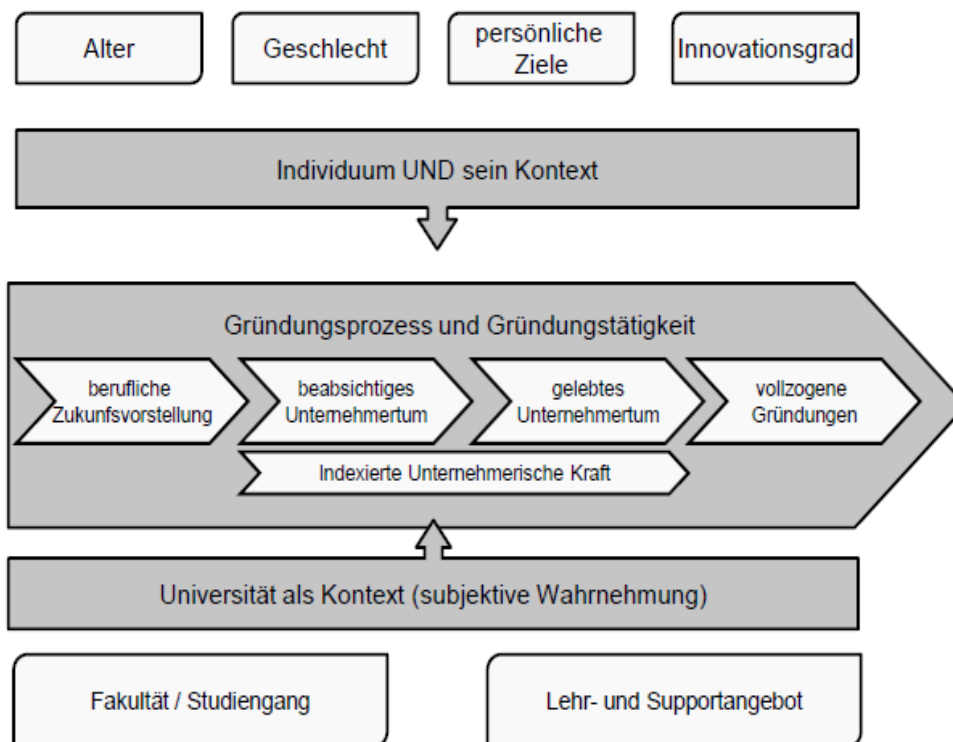 Alter
Geschlecht
persönliche
Ziele
Innovationsgrad
Individuum UND sein Kontext
Gründungsprozess und Gründungstätigkeit
berufliche
Zukunfsvorstellung
beabsichtiges
Unternehmertum
gelebtes
Unternehmertum
vollzogene
Gründungen
Indexierte Unternehmerische Kraft
Universität als Kontext (subjektive Wahrnehmung)
Fakultät / Studiengang
Lehr- und Supportangebot